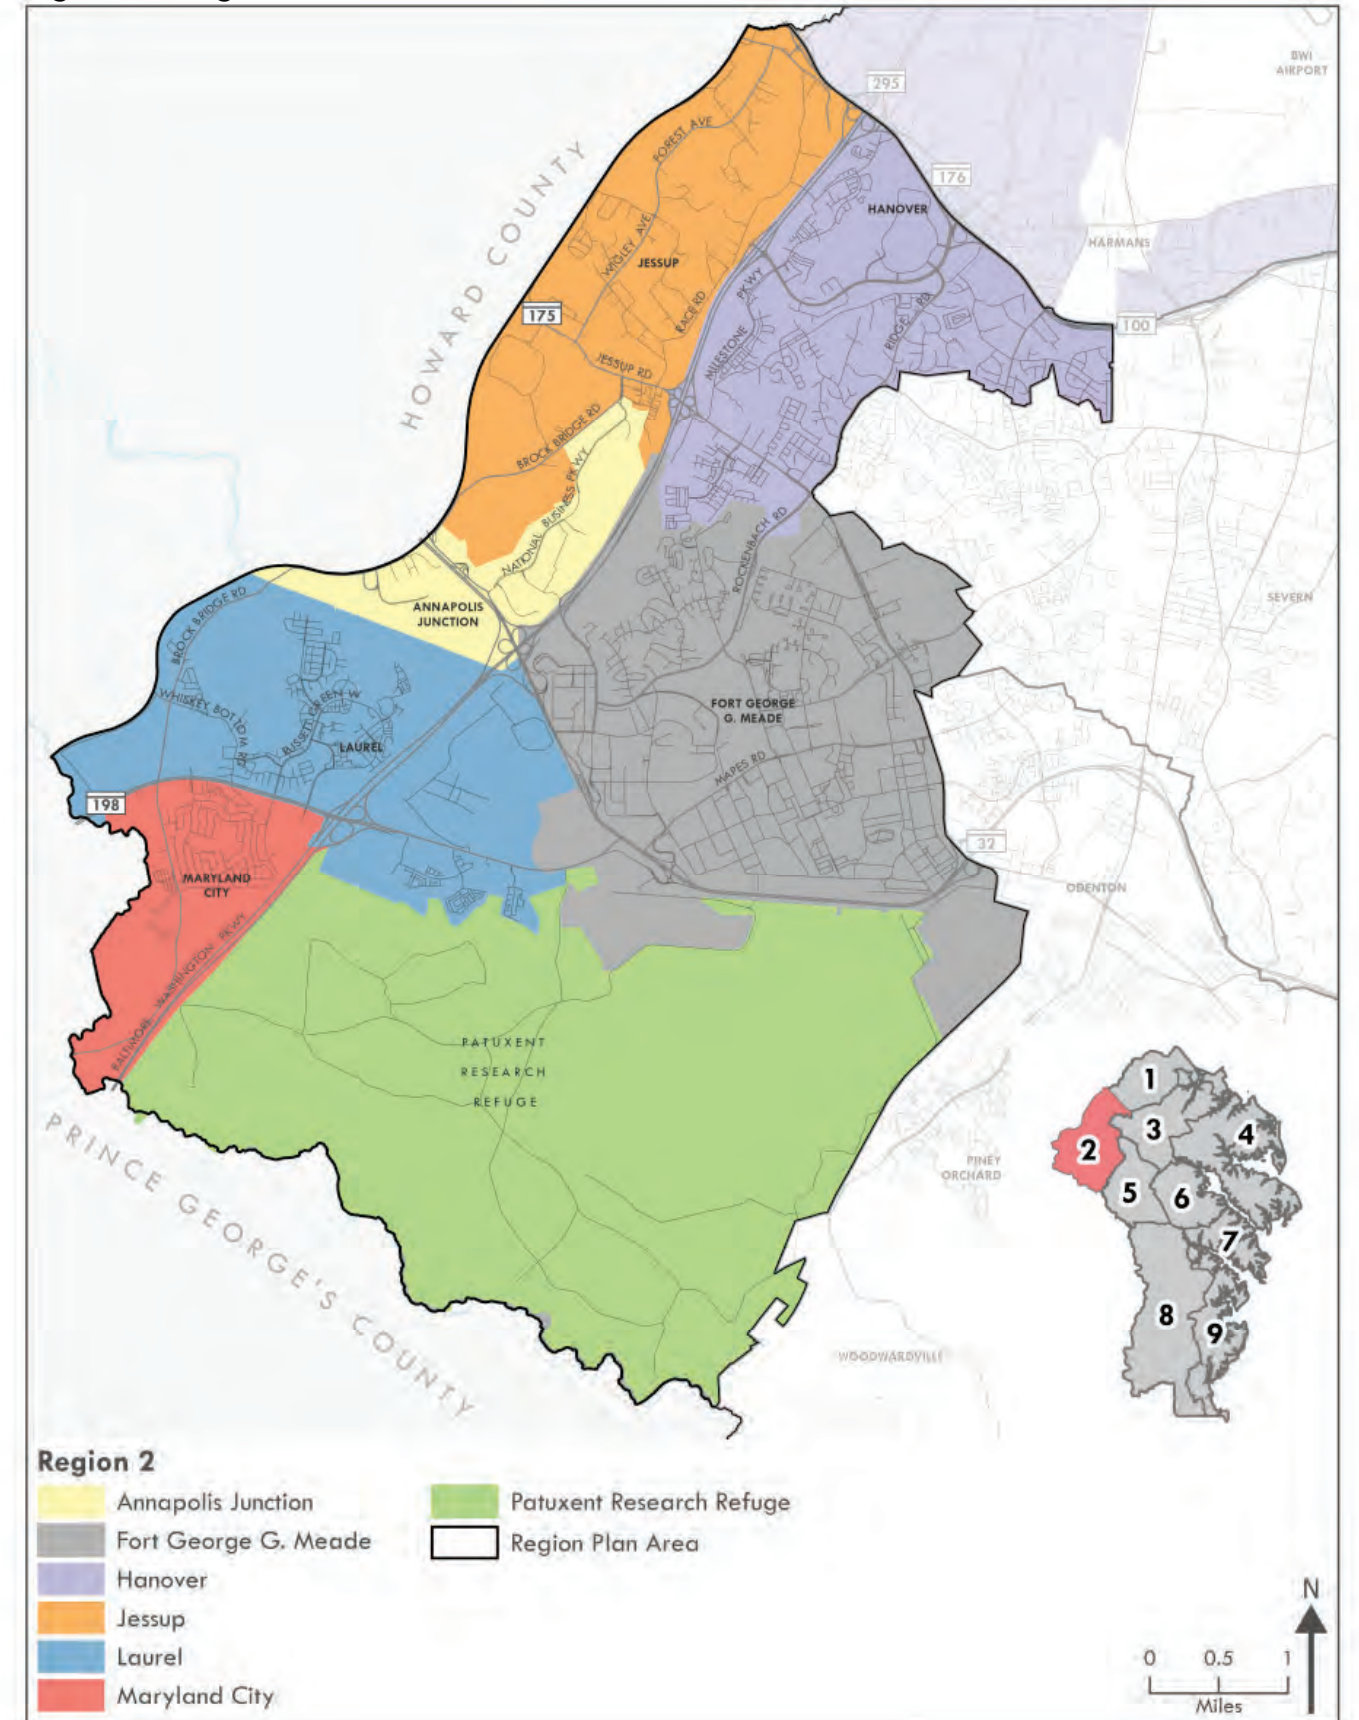 BWI
AIRPORT
295
FOREST AVE
HOWARD COUNTY
176
HANOVER
HARMANS
WIGLEY AVE
JESSUP
175
RACE RD
PKWY
MILESTONE
RIDGE RD
100
JESSUP RD
BROCK BRIDGE RD
NATIONAL BUSINESS PKWY
ROCKENBACH RD
SEVERN
ANNAPOLIS
JUNCTION
BROCK BRIDGE RD
WHISKEY BOTTOM RD
LAUREL
FORT GEORGE
G. MEADE
MAPES RD
198
32
MARYLAND
CITY
ODENTON
BALTIMORE WASHINGTON PKWY
PATUXENT
RESEARCH
REFUGE
PRINCE GEORGE'S COUNTY
PINEY
ORCHARD
WOODWARDVILLE
1
2
3
4
5
6
7
8
9
Region 2
Annapolis Junction
Fort George G. Meade
Hanover
Jessup
Laurel
Maryland City
Patuxent Research Refuge
Region Plan Area
N
0 0.5 1
Miles